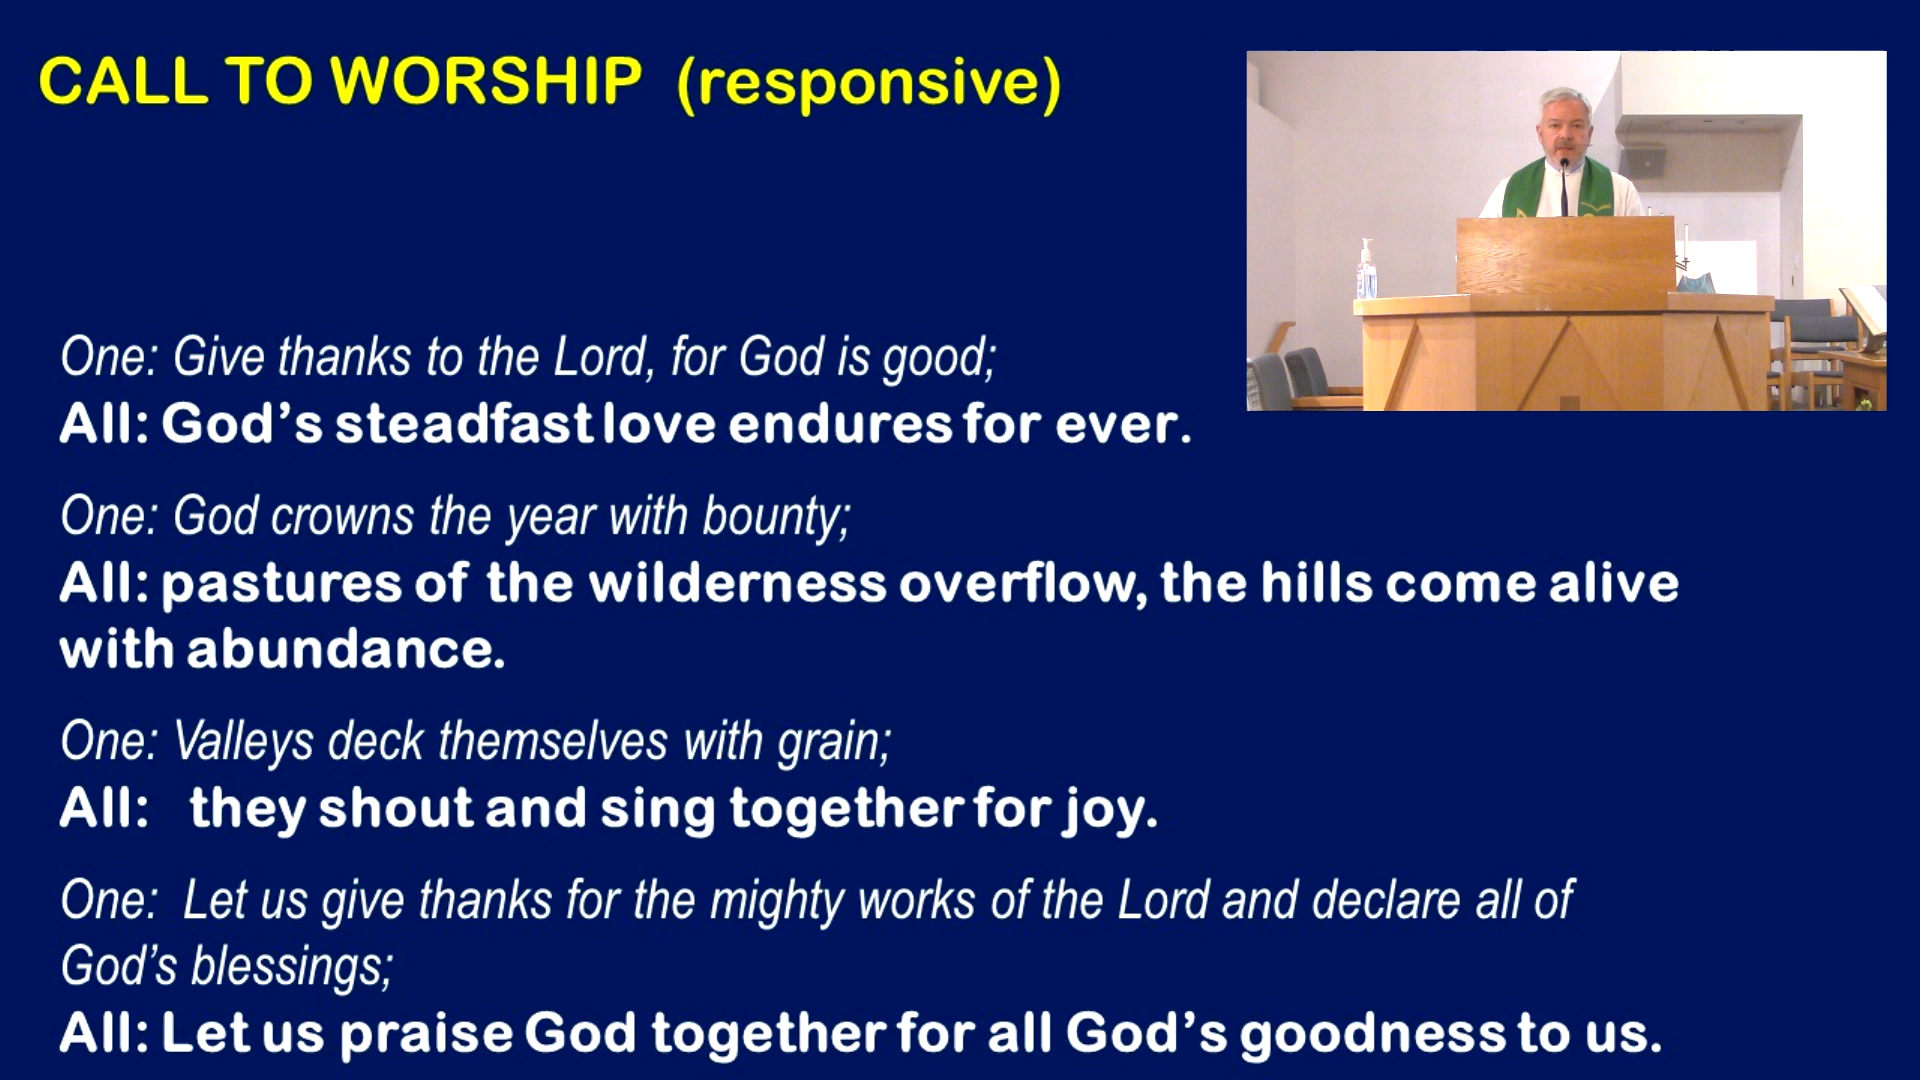 CALL TO WORSHIP (responsive)
One: Give thanks to the Lord, for God is good;
All: God’s steadfast love endures for ever.
One: God crowns the year with bounty;
All: pastures of the wilderness overflow, the hills come alive
with abundance.
One: Valleys deck themselves with grain;
All: they shout and sing together for joy.
One: Let us give thanks for the mighty works of the Lord and declare all of
God’s blessings;
All: Let us praise God together for all God’s goodness to us.